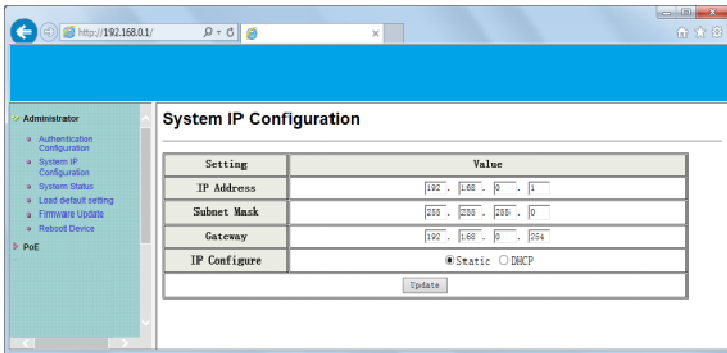 http://192.168.0.1/
Administrator
Authentication
Configuration
System IP
Configuration
System Status
Load default setting
Firmware Update
Reboot Device
PoE
System IP Configuration
Setting Value
IP Address 192 . 168 . 0 . 1
Subnet Mask 255 . 255 . 255 . 0
Gateway 192 . 168 . 0 . 254
IP Configure Static DHCP
Update